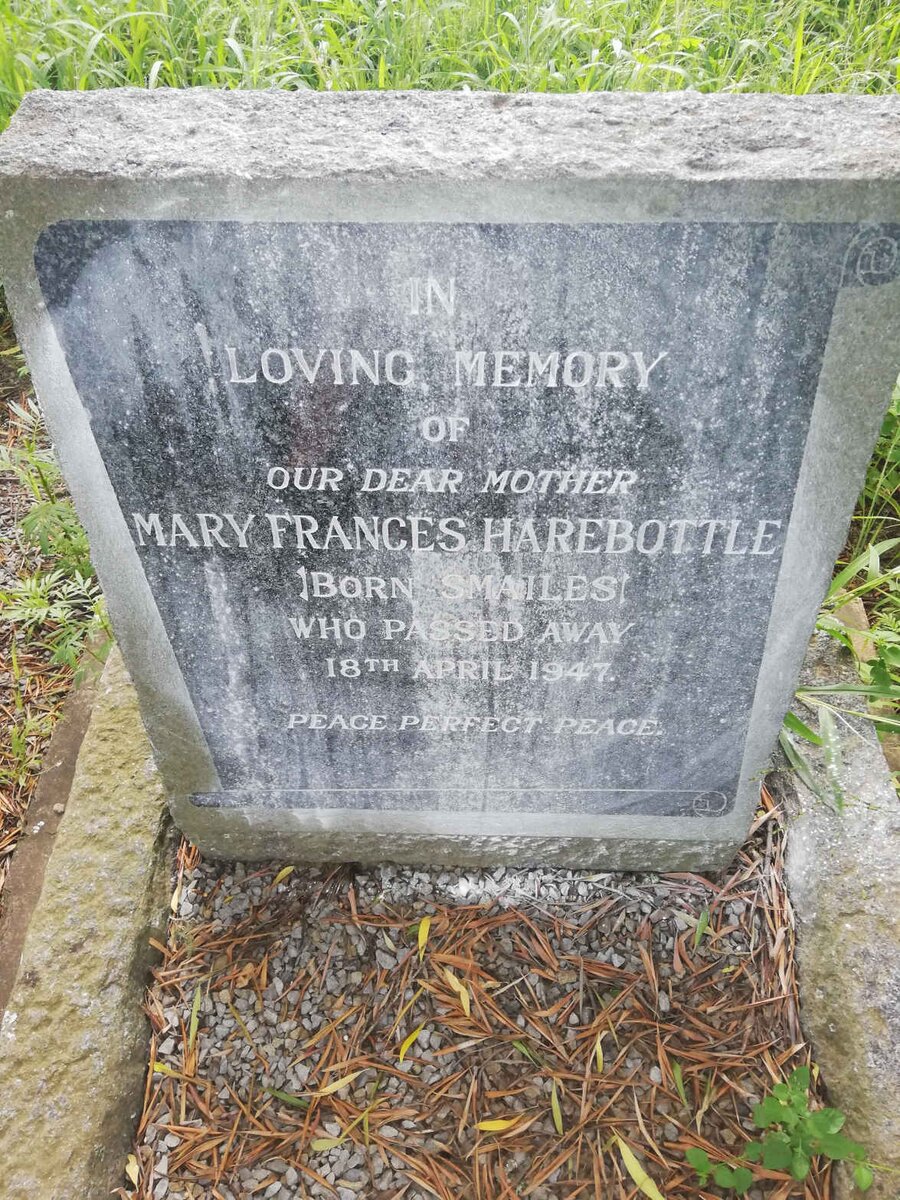 IN
LOVING MEMORY
OF
OUR DEAR MOTHER
MARY FRANCES HAREBOTTLE
(BORN SMAILES)
WHO PASSED AWAY
18TH APRIL 1947.
PEACE PERFECT PEACE.